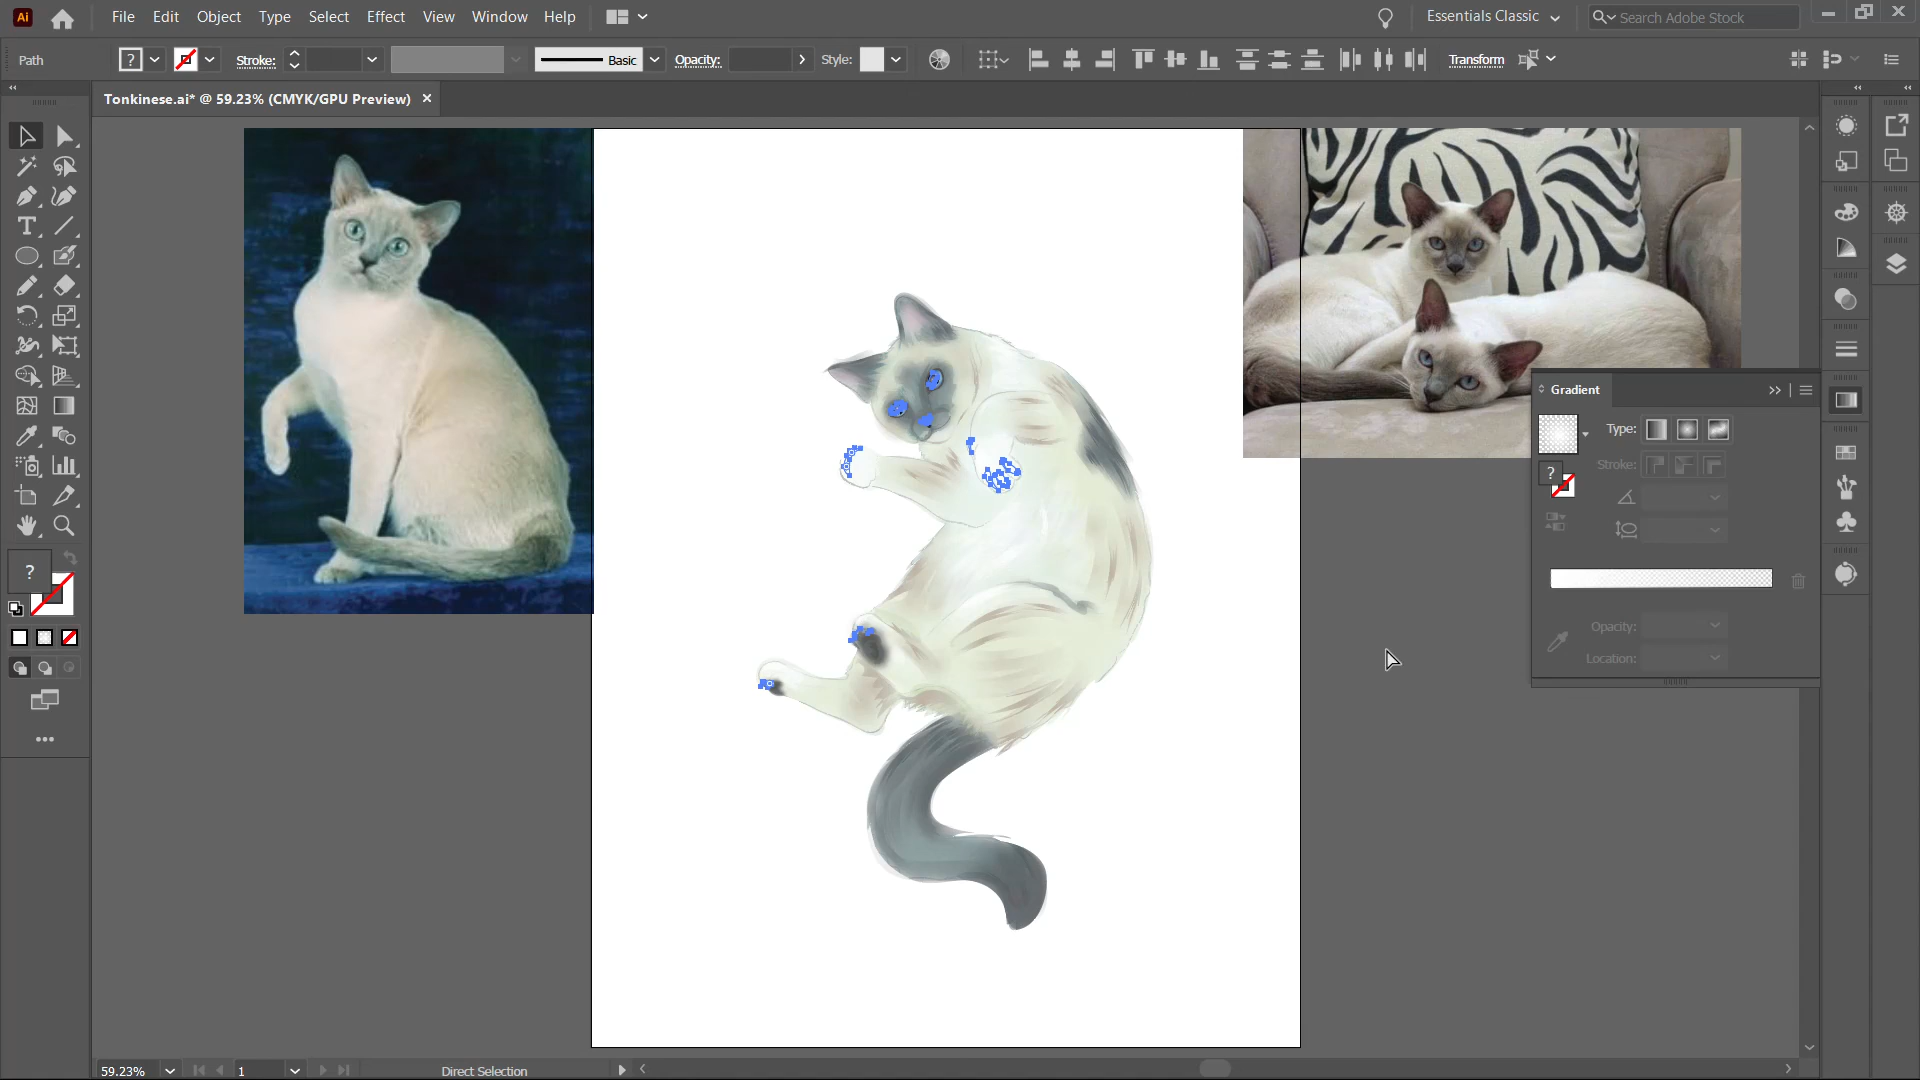 Ai File Edit Object Type Select Effect View Window Help Essentials Classic Search Adobe Stock
Path ? Stroke: Basic Opacity: Style: Transform
Tonkinese.ai* @ 59.23% (CMYK/GPU Preview) ×
Gradient
Type:
Stroke:
?
?
Opacity:
Location:
59.23% 1 Direct Selection